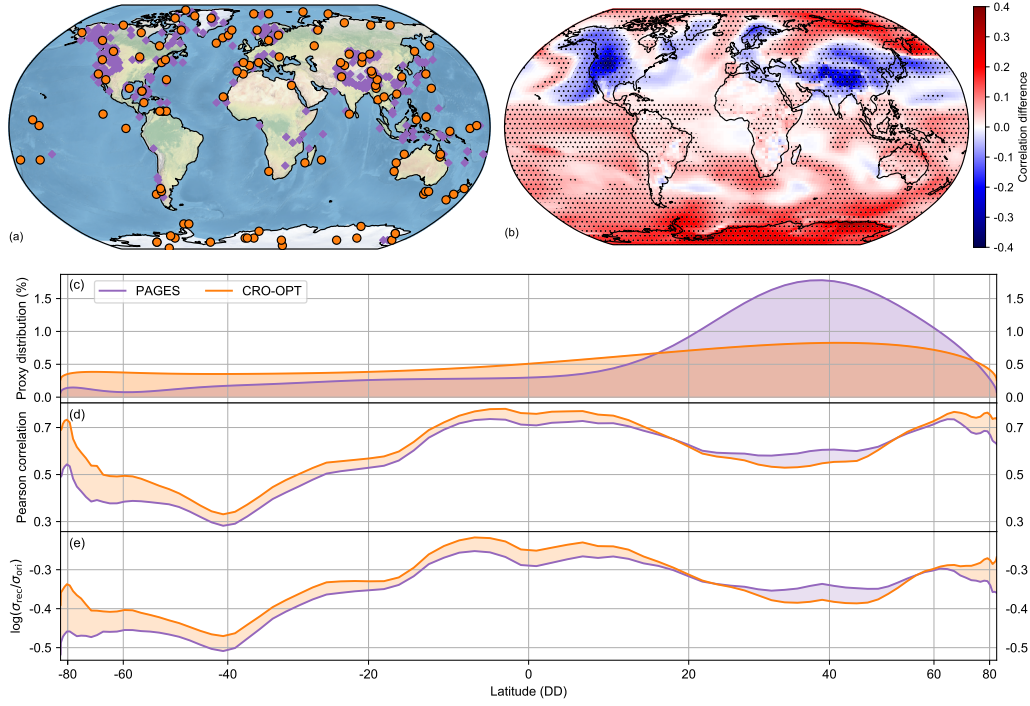 (a)
(b)
0.4
0.3
0.2
0.1
0.0
-0.1
-0.2
-0.3
-0.4
Correlation difference
(c)
PAGES
CRO-OPT
Proxy distribution (%)
1.5
1.0
0.5
0.0
1.5
1.0
0.5
0.0
(d)
Pearson correlation
0.7
0.5
0.3
0.7
0.5
0.3
(e)
log(σrec/σori)
-0.3
-0.4
-0.5
-0.3
-0.4
-0.5
-80 -60 -40 -20 0 20 40 60 80
Latitude (DD)